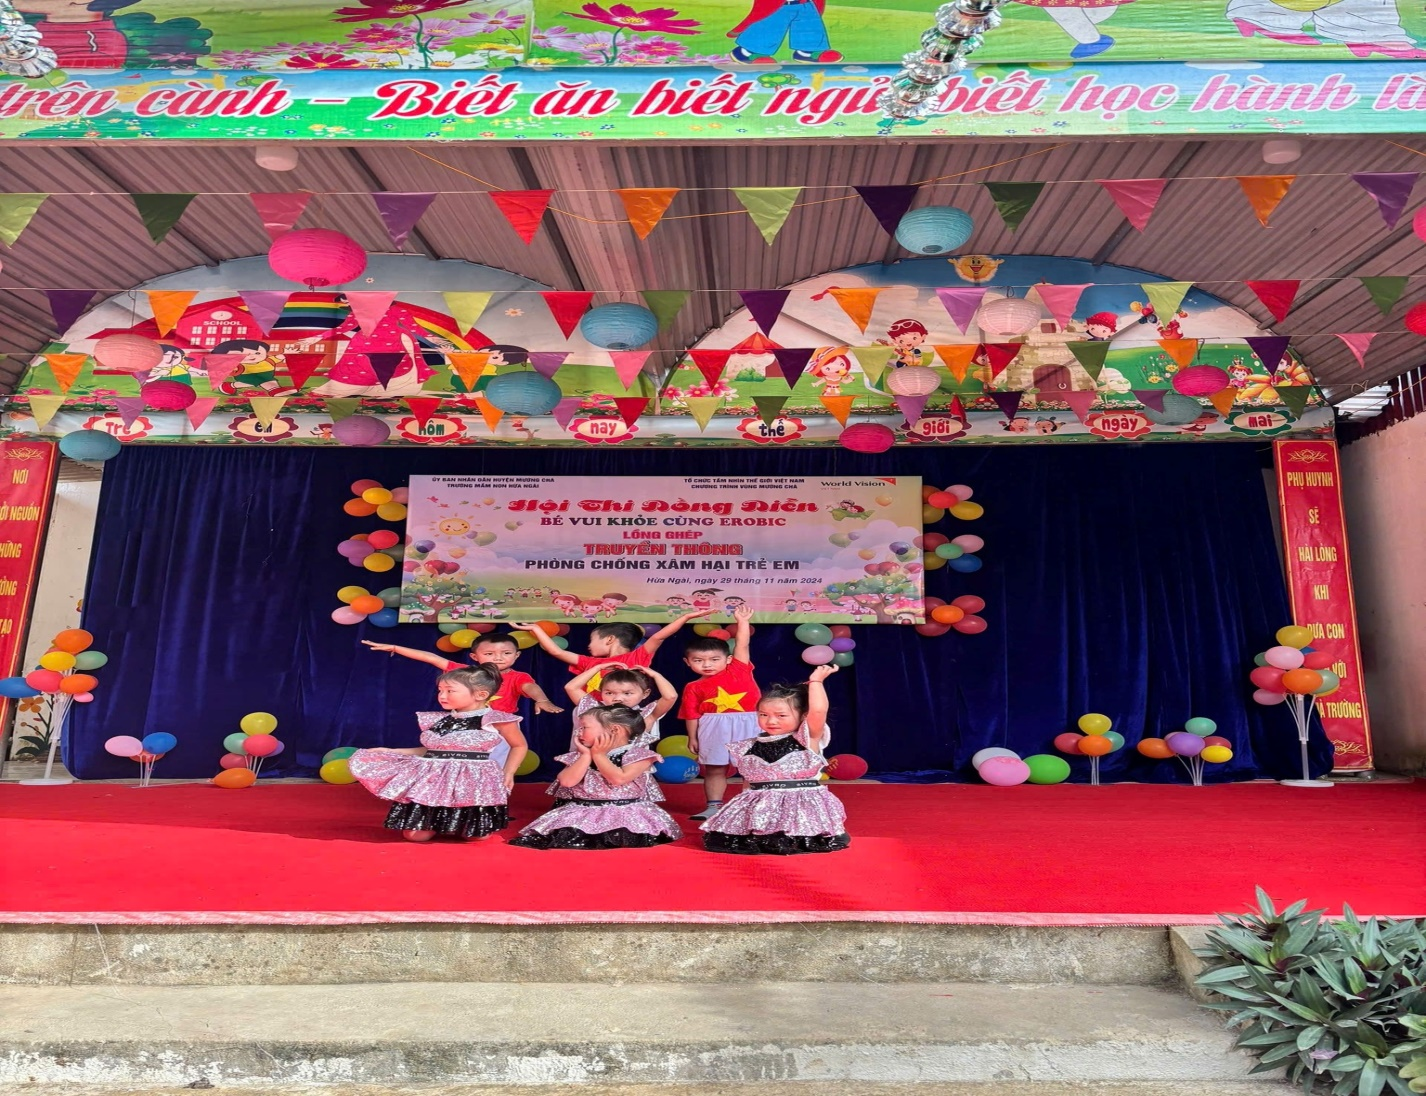 trên cành - Biết ăn biết ngủ biết học hành là
SCHOOL
Trẻ em hôm nay thế giới ngày mai
NƠI
NGUỒN
TẠO
ỦY BAN NHÂN DÂN HUYỆN MƯỜNG CHÀ
TRƯỜNG MẦM NON HỪA NGÀI
TỔ CHỨC TẦM NHÌN THẾ GIỚI VIỆT NAM
CHƯƠNG TRÌNH VÙNG MƯỜNG CHÀ
World Vision
Hội Thi Đồng Diễn
BÉ VUI KHỎE CÙNG EROBIC
LỒNG GHÉP
TRUYỀN THÔNG
PHÒNG CHỐNG XÂM HẠI TRẺ EM
Hừa Ngài, ngày 29 tháng 11 năm 2024
PHỤ HUYNH
SẼ
HÀI LÒNG
KHI
ĐƯA CON
VỚI
NHÀ TRƯỜNG